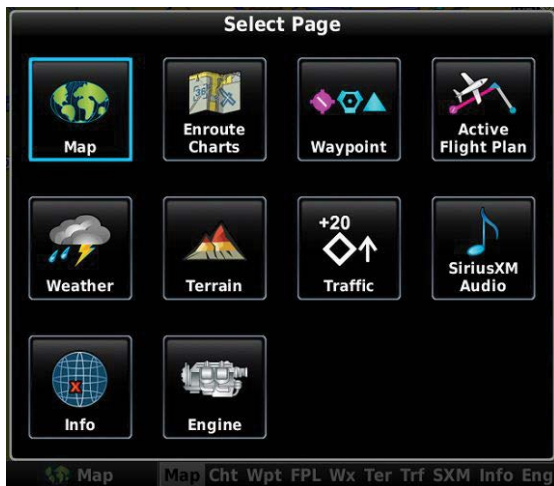 Select Page
Map
Enroute
Charts
Waypoint
Active
Flight Plan
Weather
Terrain
+20
Traffic
SiriusXM
Audio
Info
Engine
Map Map Cht Wpt FPL Wx Ter Trf SXM Info Eng